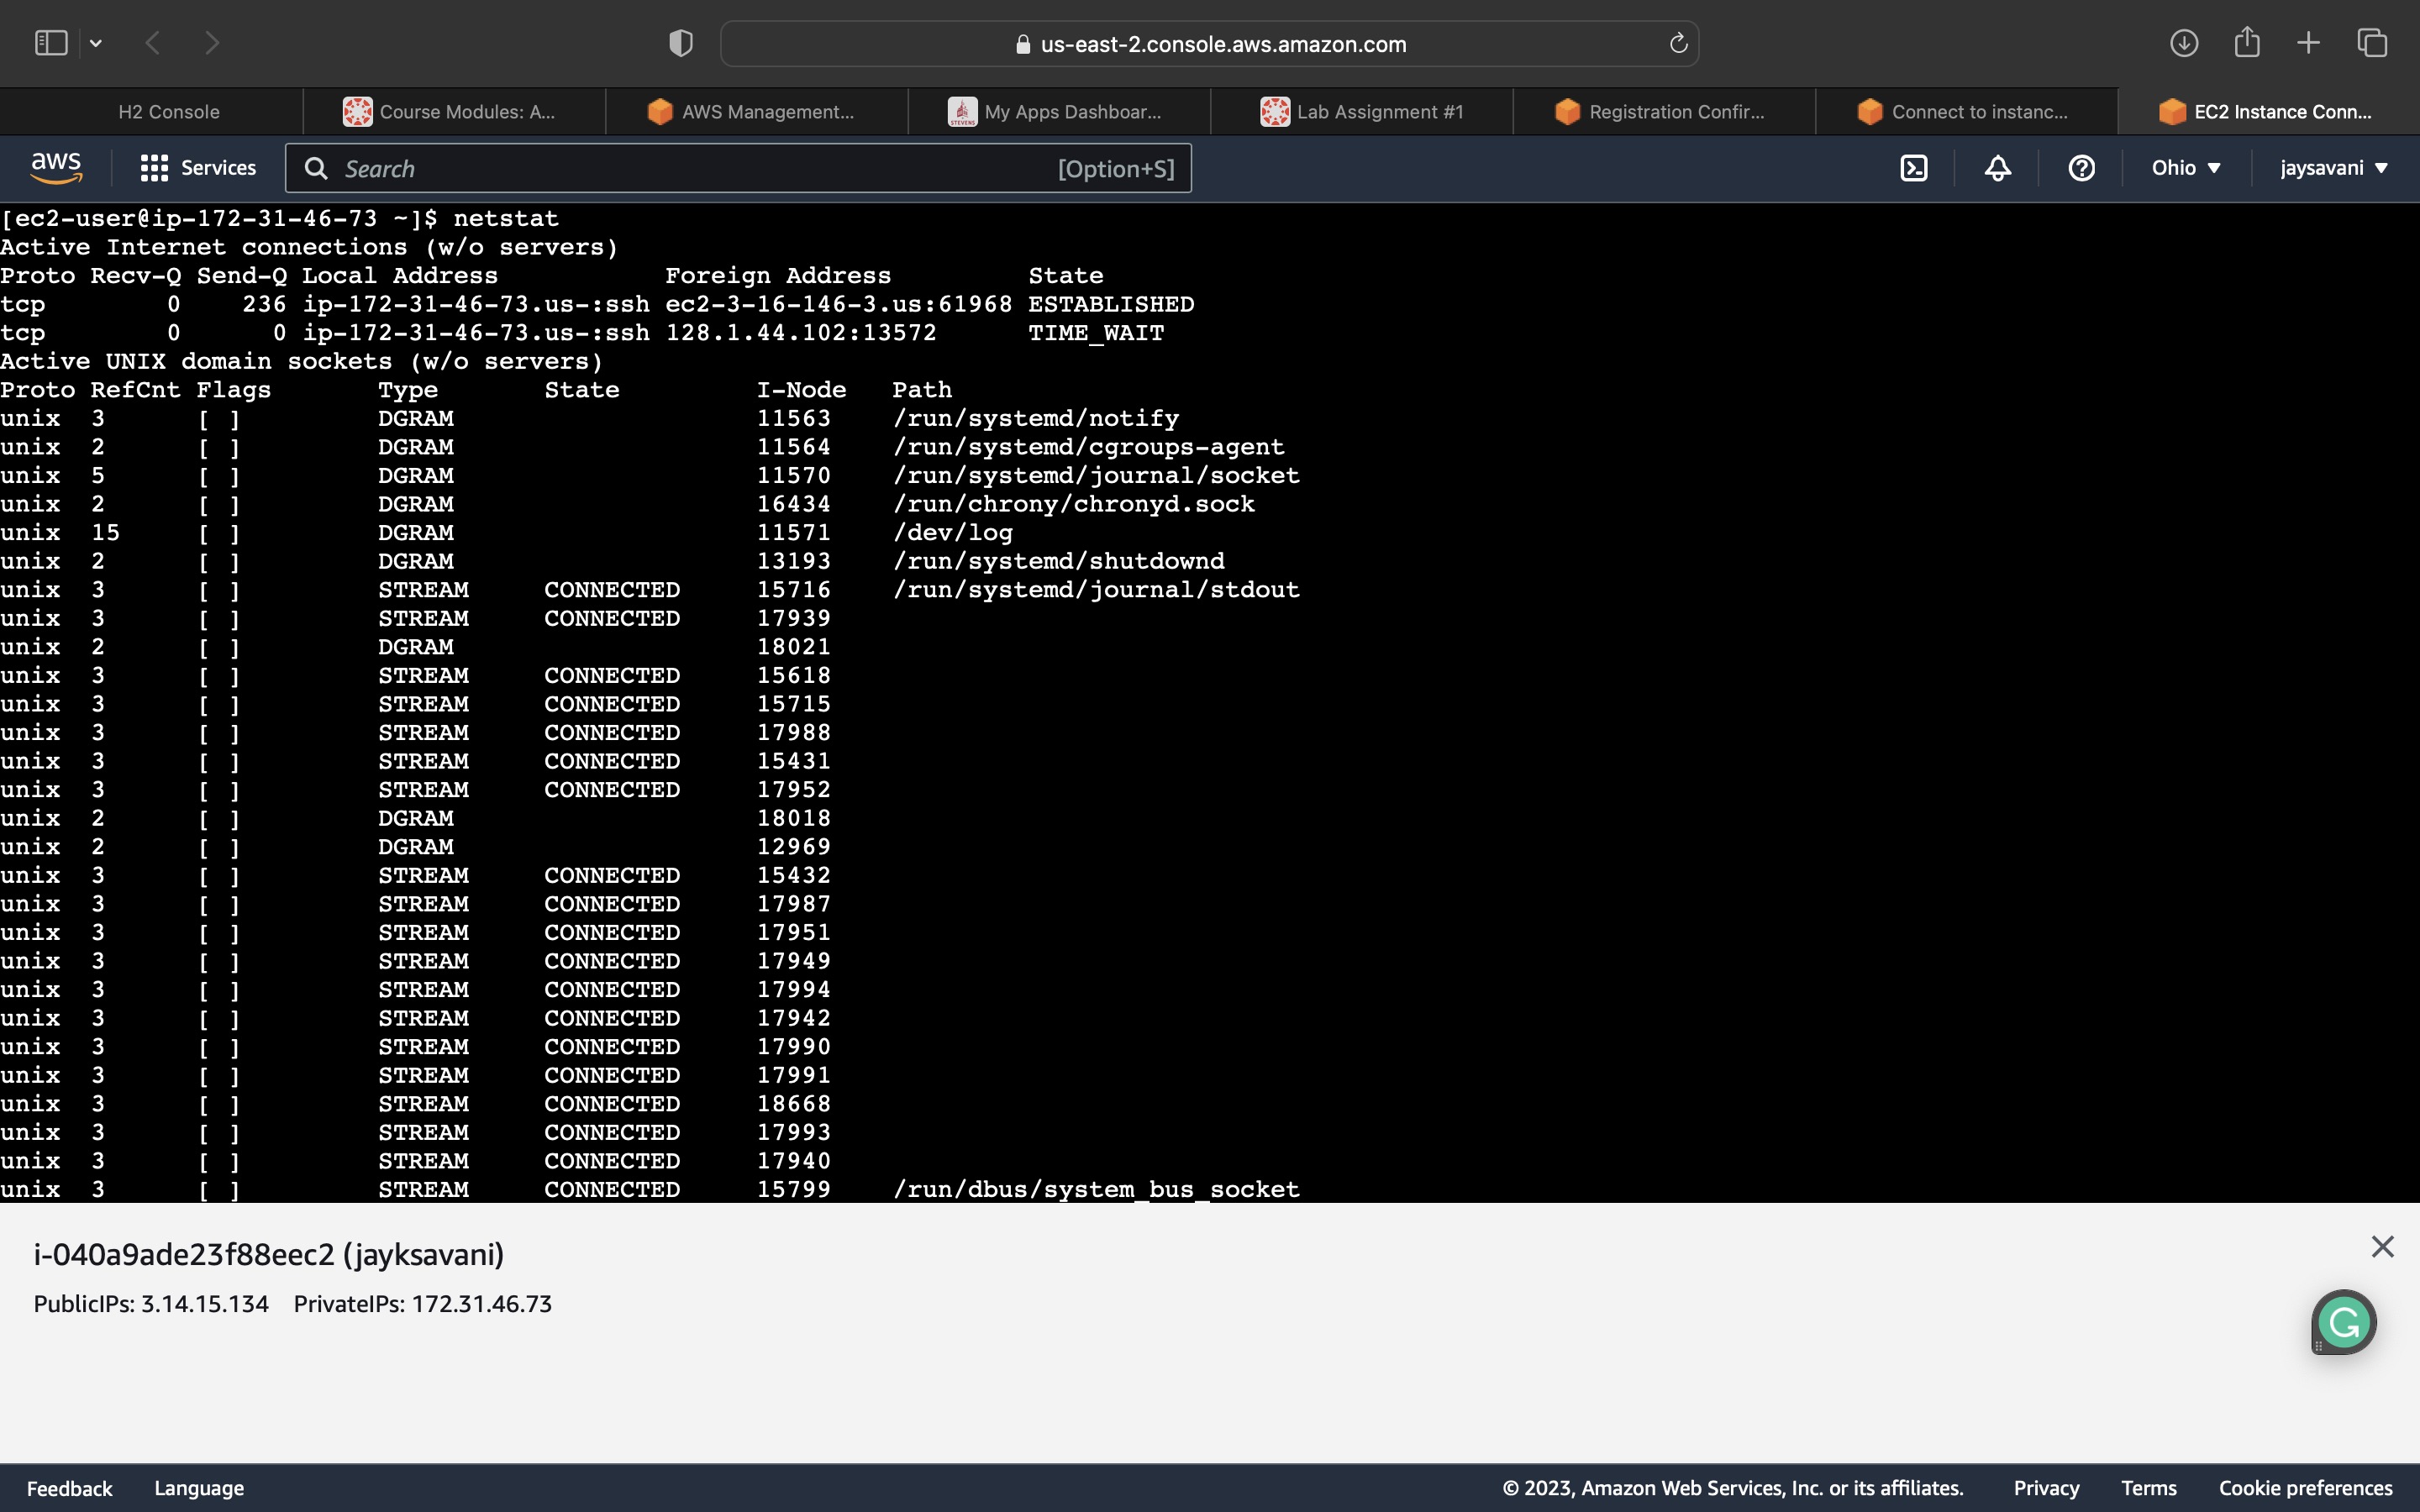 us-east-2.console.aws.amazon.com
H2 Console
Course Modules: A...
AWS Management...
STEVENS
My Apps Dashboar...
Lab Assignment #1
Registration Confir...
Connect to instanc...
EC2 Instance Conn...
aws
Services
Search
[Option+S]
Ohio
jaysavani
[ec2-user@ip-172-31-46-73 ~]$ netstat
Active Internet connections (w/o servers)
Proto Recv-Q Send-Q Local Address           Foreign Address         State
tcp        0    236 ip-172-31-46-73.us-:ssh ec2-3-16-146-3.us:61968 ESTABLISHED
tcp        0      0 ip-172-31-46-73.us-:ssh 128.1.44.102:13572      TIME_WAIT
Active UNIX domain sockets (w/o servers)
Proto RefCnt Flags       Type       State         I-Node   Path
unix  3      [ ]         DGRAM                    11563    /run/systemd/notify
unix  2      [ ]         DGRAM                    11564    /run/systemd/cgroups-agent
unix  5      [ ]         DGRAM                    11570    /run/systemd/journal/socket
unix  2      [ ]         DGRAM                    16434    /run/chrony/chronyd.sock
unix  15     [ ]         DGRAM                    11571    /dev/log
unix  2      [ ]         DGRAM                    13193    /run/systemd/shutdownd
unix  3      [ ]         STREAM     CONNECTED     15716    /run/systemd/journal/stdout
unix  3      [ ]         STREAM     CONNECTED     17939
unix  2      [ ]         DGRAM                    18021
unix  3      [ ]         STREAM     CONNECTED     15618
unix  3      [ ]         STREAM     CONNECTED     15715
unix  3      [ ]         STREAM     CONNECTED     17988
unix  3      [ ]         STREAM     CONNECTED     15431
unix  3      [ ]         STREAM     CONNECTED     17952
unix  2      [ ]         DGRAM                    18018
unix  2      [ ]         DGRAM                    12969
unix  3      [ ]         STREAM     CONNECTED     15432
unix  3      [ ]         STREAM     CONNECTED     17987
unix  3      [ ]         STREAM     CONNECTED     17951
unix  3      [ ]         STREAM     CONNECTED     17949
unix  3      [ ]         STREAM     CONNECTED     17994
unix  3      [ ]         STREAM     CONNECTED     17942
unix  3      [ ]         STREAM     CONNECTED     17990
unix  3      [ ]         STREAM     CONNECTED     17991
unix  3      [ ]         STREAM     CONNECTED     18668
unix  3      [ ]         STREAM     CONNECTED     17993
unix  3      [ ]         STREAM     CONNECTED     17940
unix  3      [ ]         STREAM     CONNECTED     15799    /run/dbus/system_bus_socket
i-040a9ade23f88eec2 (jayksavani)
PublicIPs: 3.14.15.134 PrivateIPs: 172.31.46.73
Feedback
Language
© 2023, Amazon Web Services, Inc. or its affiliates.
Privacy
Terms
Cookie preferences